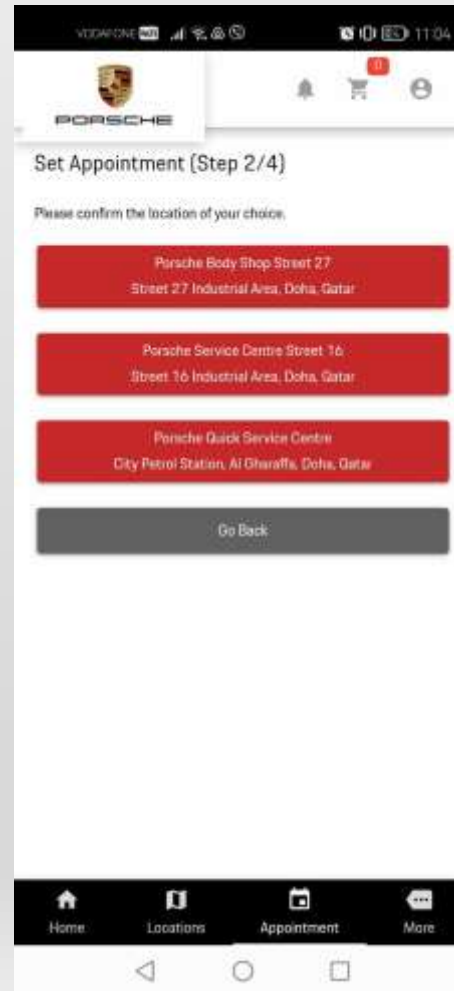 VODAFONE
11:04
0
PORSCHE
Set Appointment (Step 2/4)
Please confirm the location of your choice.
Porsche Body Shop Street 27
Street 27 Industrial Area, Doha, Qatar
Porsche Service Centre Street 16
Street 16 Industrial Area, Doha, Qatar
Porsche Quick Service Centre
City Petrol Station, Al Gharaffa, Doha, Qatar
Go Back
Home
Locations
Appointment
More